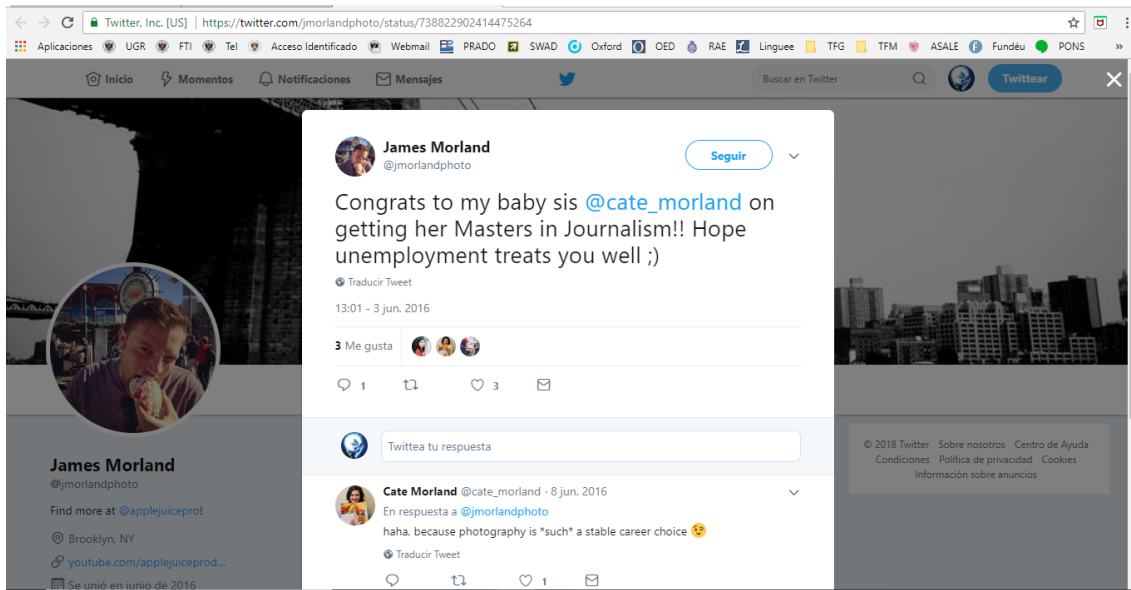 Twitter, Inc. [US] | https://twitter.com/jmorlandphoto/status/738822902414475264
Aplicaciones UGR FTI Tel Acceso Identificado Webmail PRADO SWAD Oxford OED RAE Linguee TFG TFM ASALE Fundéu PONS »
Inicio Momentos Notificaciones Mensajes Buscar en Twitter Twittear
James Morland
@jmorlandphoto
Seguir
Congrats to my baby sis @cate_morland on
getting her Masters in Journalism!! Hope
unemployment treats you well ;)
Traducir Tweet
13:01 - 3 jun. 2016
3 Me gusta
1 3
Twittea tu respuesta
Cate Morland @cate_morland · 8 jun. 2016
En respuesta a @jmorlandphoto
haha, because photography is *such* a stable career choice 😉
Traducir Tweet
1
James Morland
@jmorlandphoto
Find more at @applejuicepro!
Brooklyn, NY
youtube.com/applejuiceprod...
Se unió en junio de 2016
© 2018 Twitter Sobre nosotros Centro de Ayuda
Condiciones Política de privacidad Cookies
Información sobre anuncios